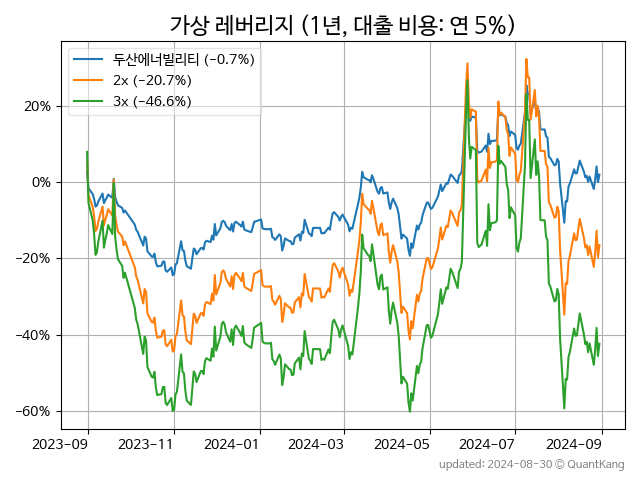 가상 레버리지 (1년, 대출 비용: 연 5%)
두산에너빌리티 (−0.7%)
2x (−20.7%)
3x (−46.6%)
20%
0%
−20%
−40%
−60%
2023-09 2023-11 2024-01 2024-03 2024-05 2024-07 2024-09
updated: 2024-08-30 © QuantKang